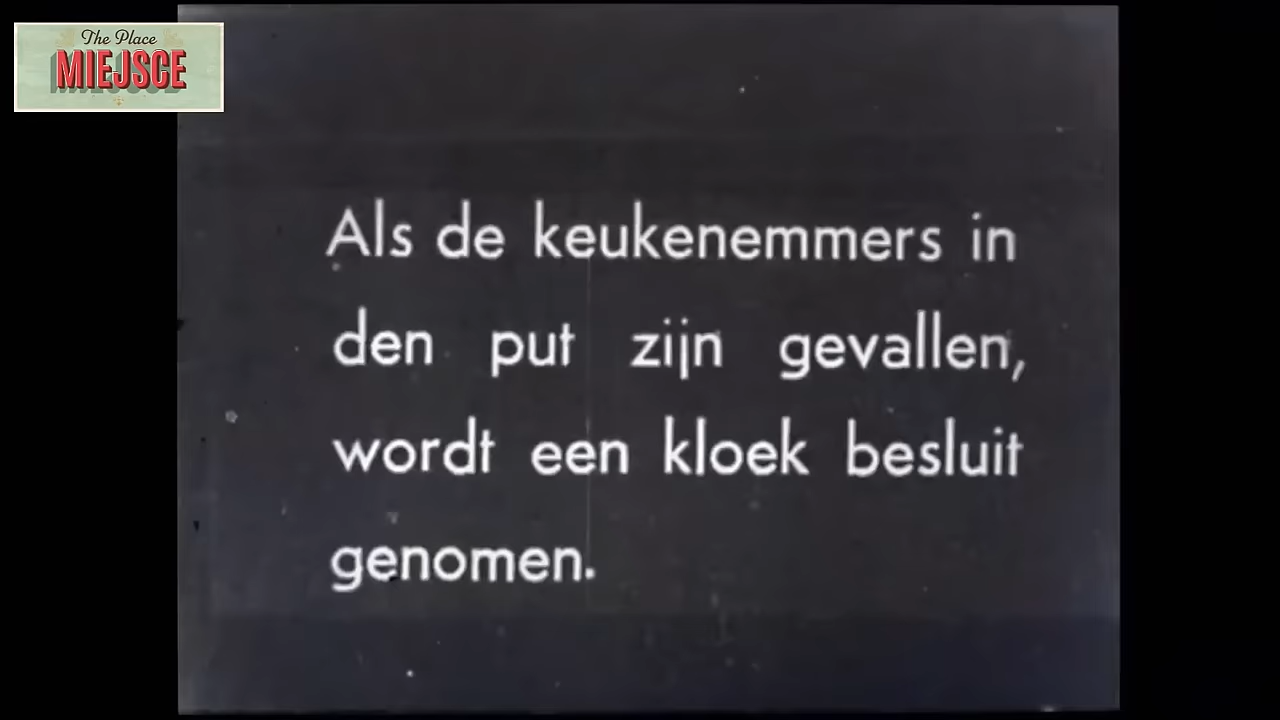 The Place
MIEJSCE
Als de keukenemmers in
den put zijn gevallen,
wordt een kloek besluit
genomen.